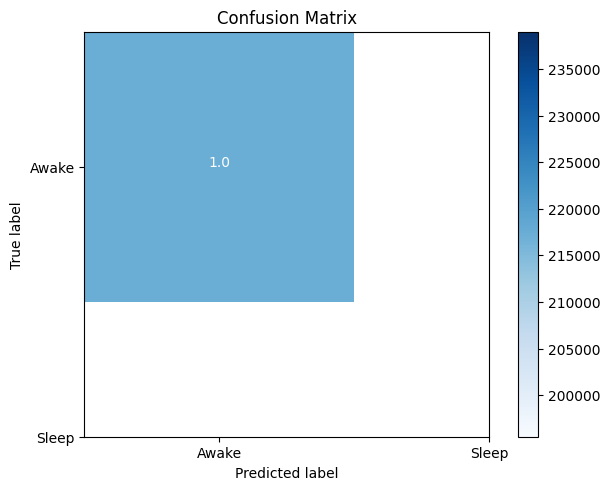 Confusion Matrix
True label
Awake
Sleep
1.0
Awake
Sleep
Predicted label
235000
230000
225000
220000
215000
210000
205000
200000